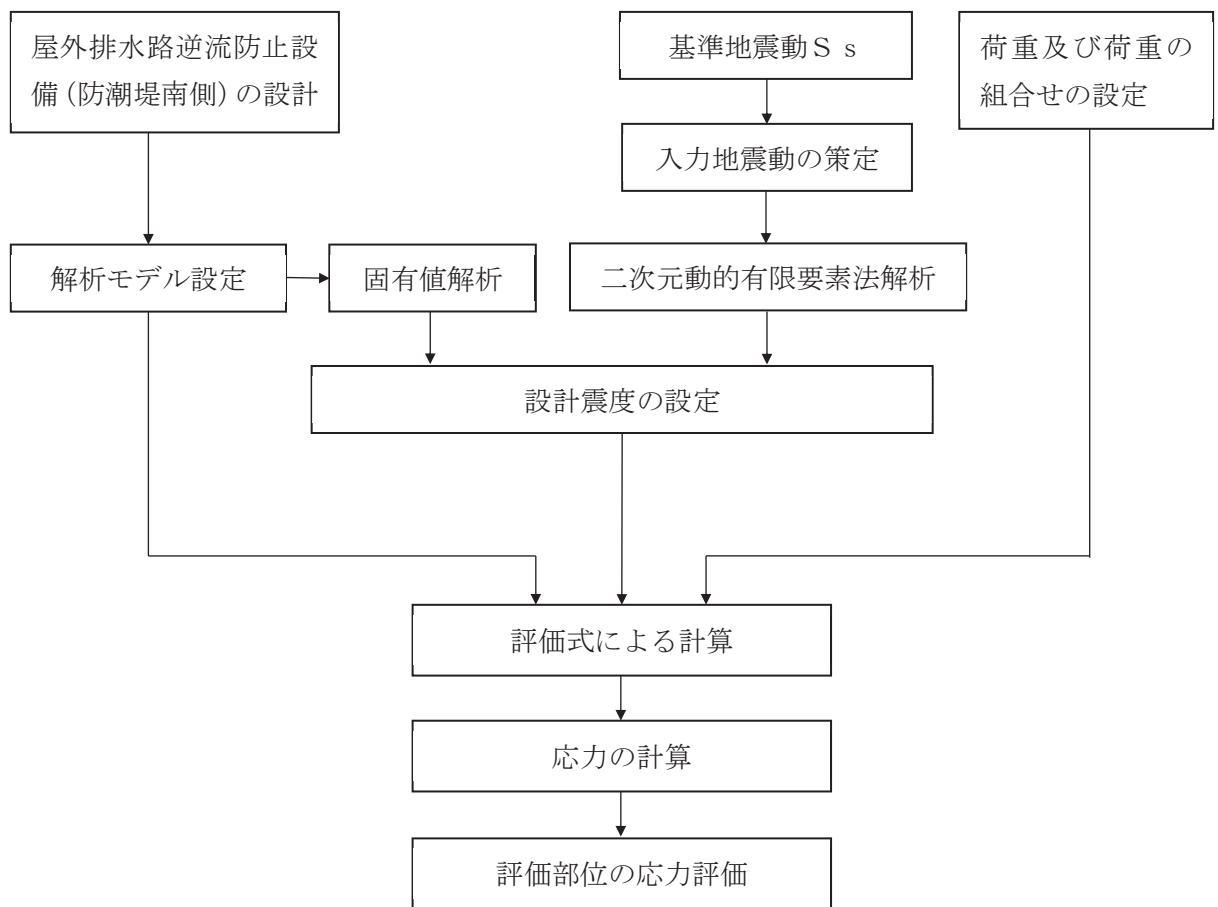 屋外排水路逆流防止設
備(防潮堤南側)の設計
基準地震動Ｓｓ
荷重及び荷重の
組合せの設定
入力地震動の策定
解析モデル設定
固有値解析
二次元動的有限要素法解析
設計震度の設定
評価式による計算
応力の計算
評価部位の応力評価